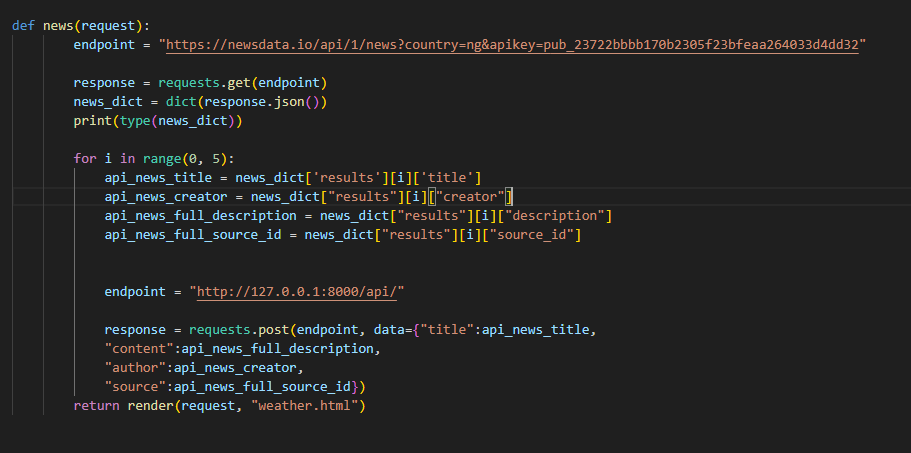 def news(request):
endpoint = "https://newsdata.io/api/1/news?country=ng&apikey=pub_23722bbbb170b2305f23bfeaa264033d4dd32"
response = requests.get(endpoint)
news_dict = dict(response.json())
print(type(news_dict))
for i in range(0, 5):
api_news_title = news_dict['results'][i]['title']
api_news_creator = news_dict["results"][i]["creator"]
api_news_full_description = news_dict["results"][i]["description"]
api_news_full_source_id = news_dict["results"][i]["source_id"]
endpoint = "http://127.0.0.1:8000/api/"
response = requests.post(endpoint, data={"title":api_news_title,
"content":api_news_full_description,
"author":api_news_creator,
"source":api_news_full_source_id})
return render(request, "weather.html")